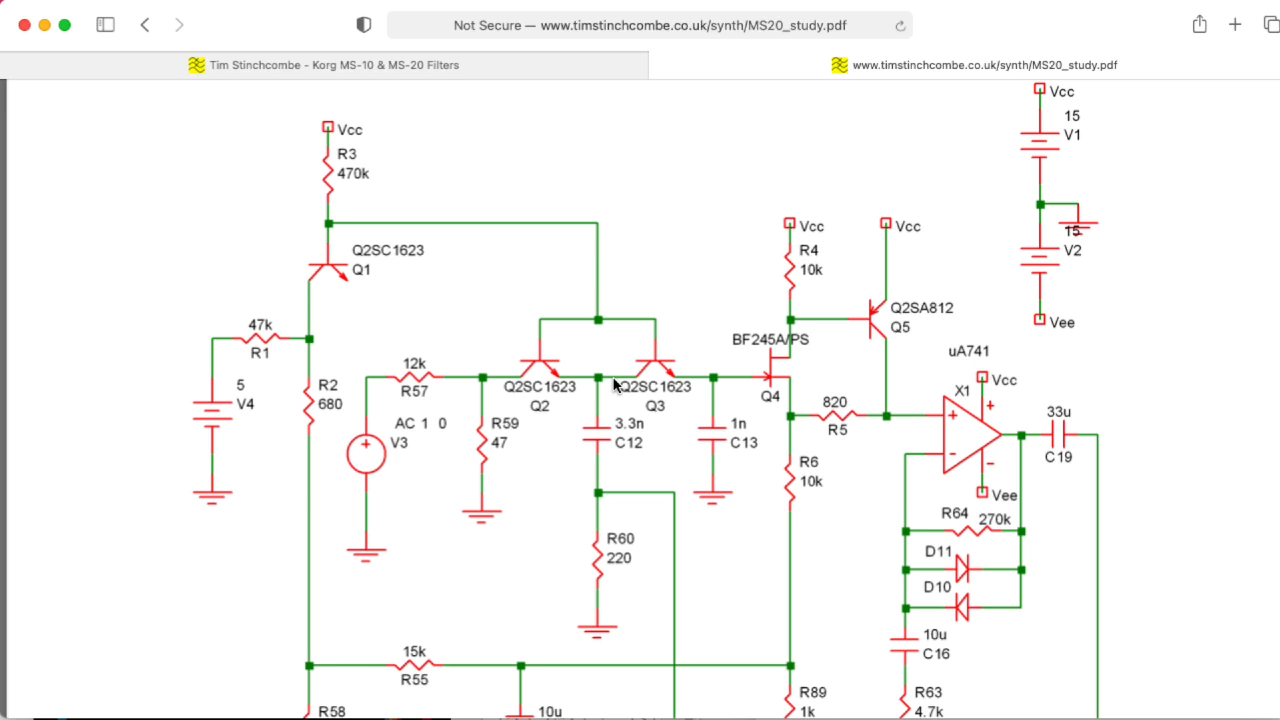 Not Secure — www.timstinchcombe.co.uk/synth/MS20_study.pdf
Tim Stinchcombe - Korg MS-10 & MS-20 Filters
www.timstinchcombe.co.uk/synth/MS20_study.pdf
Vcc
15
V1
15
V2
Vee
Vcc
R3
470k
Q2SC1623
Q1
47k
R1
5
V4
R2
680
12k
R57
AC 1 0
V3
R59
47
Q2SC1623
Q2
Q2SC1623
Q3
3.3n
C12
1n
C13
R60
220
Vcc
R4
10k
Vcc
Q2SA812
Q5
BF245A/PS
Q4
820
R5
R6
10k
uA741
X1
Vcc
+
+
-
-
Vee
33u
C19
R64
270k
D11
D10
10u
C16
R63
4.7k
15k
R55
R58
10u
R89
1k